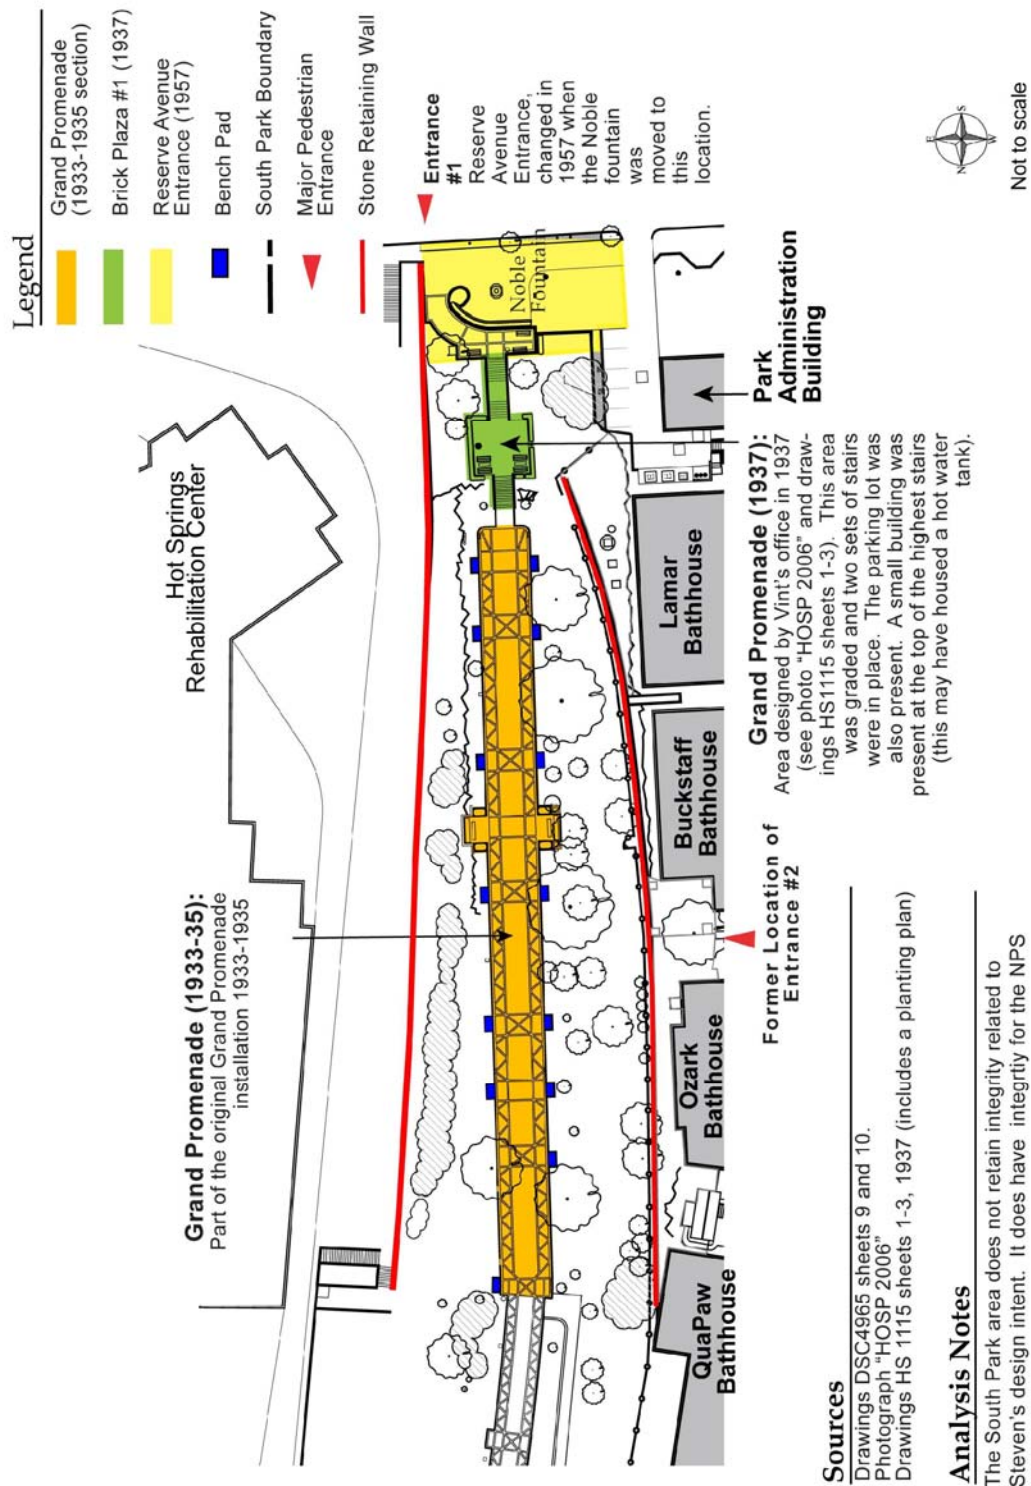 Legend
Grand Promenade
(1933-1935 section)
Brick Plaza #1 (1937)
Reserve Avenue
Entrance (1957)
Bench Pad
South Park Boundary
Major Pedestrian
Entrance
Stone Retaining Wall
Hot Springs
Rehabilitation Center
Grand Promenade (1933-35):
Part of the original Grand Promenade
installation 1933-1935
Entrance
#1
Reserve
Avenue
Entrance,
changed in
1957 when
the Noble
fountain
was
moved to
this
location.
Noble
Fountain
QuaPaw
Bathhouse
Ozark
Bathhouse
Buckstaff
Bathhouse
Lamar
Bathhouse
Park
Administration
Building
Former Location of
Entrance #2
Grand Promenade (1937):
Area designed by Vint's office in 1937
(see photo "HOSP 2006" and draw-
ings HS1115 sheets 1-3). This area
was graded and two sets of stairs
were in place. The parking lot was
also present. A small building was
present at the top of the highest stairs
(this may have housed a hot water
tank).
Sources
Drawings DSC4965 sheets 9 and 10.
Photograph "HOSP 2006"
Drawings HS 1115 sheets 1-3, 1937 (includes a planting plan)
Analysis Notes
The South Park area does not retain integrity related to
Steven's design intent. It does have integrtiy for the NPS
N
E
S
W
Not to scale